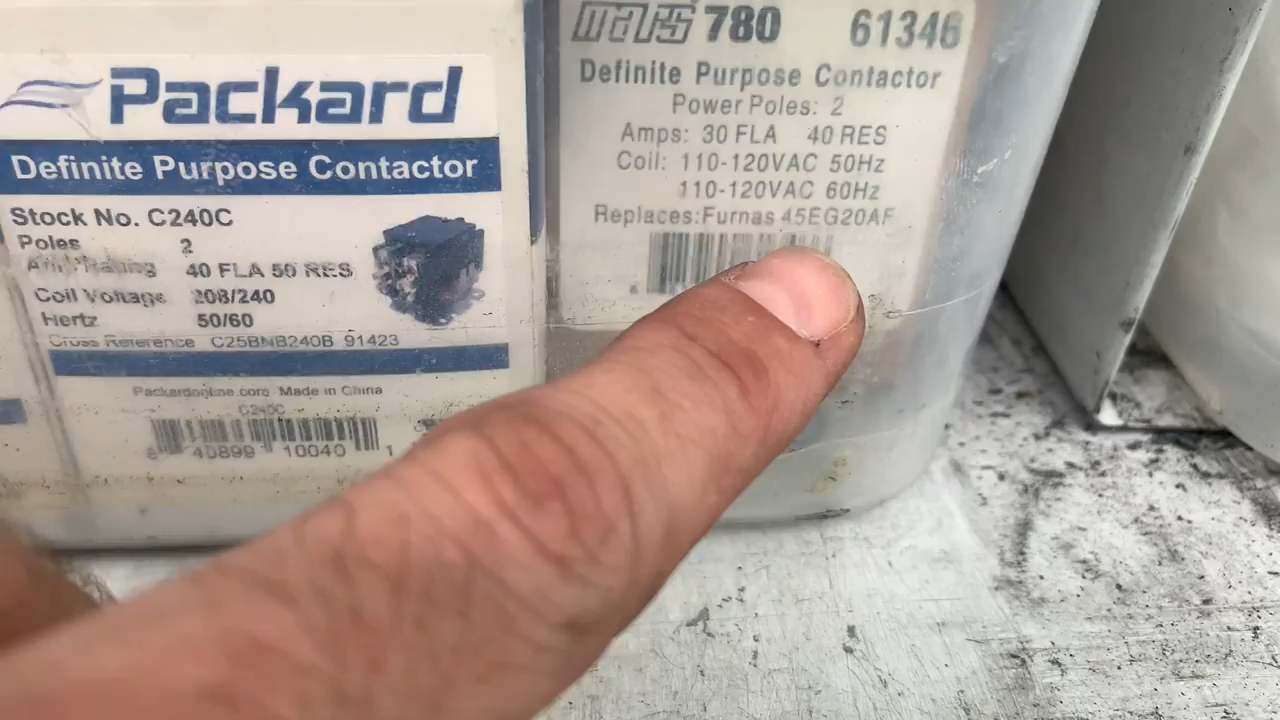 Packard
Definite Purpose Contactor
Stock No. C240C
Poles 2
40 FLA 50 RES
Coil Voltage 208/240
Hertz 50/60
Cross Reference C25BNB240B 91423
Packardonline.com Made in China
C240C
8 40899 10040 1
mars 780 61346
Definite Purpose Contactor
Power Poles: 2
Amps: 30 FLA 40 RES
Coil: 110-120VAC 50Hz
110-120VAC 60Hz
Replaces:Furnas 45EG20AF